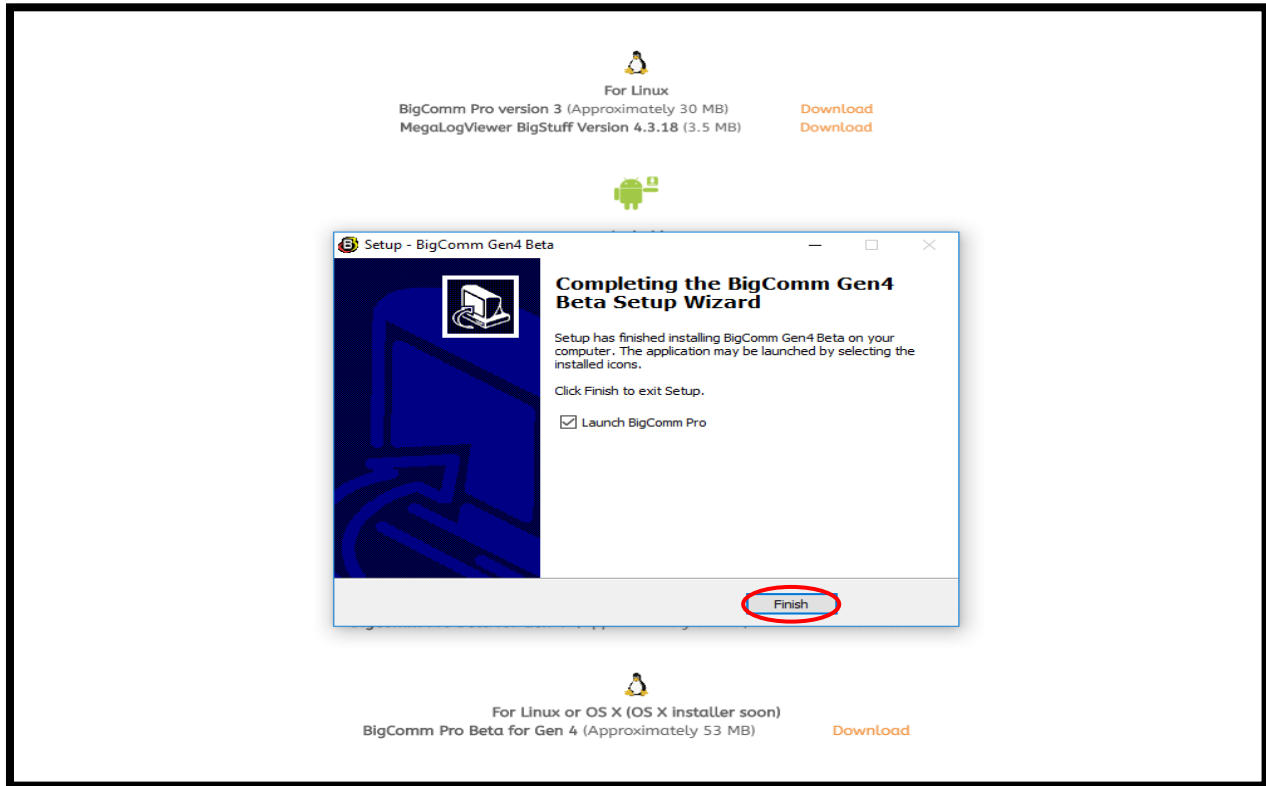 For Linux
BigComm Pro version 3 (Approximately 30 MB) Download
MegaLogViewer BigStuff Version 4.3.18 (3.5 MB) Download
Setup - BigComm Gen4 Beta
Completing the BigComm Gen4
Beta Setup Wizard
Setup has finished installing BigComm Gen4 Beta on your
computer. The application may be launched by selecting the
installed icons.
Click Finish to exit Setup.
Launch BigComm Pro
Finish
For Linux or OS X (OS X installer soon)
BigComm Pro Beta for Gen 4 (Approximately 53 MB) Download